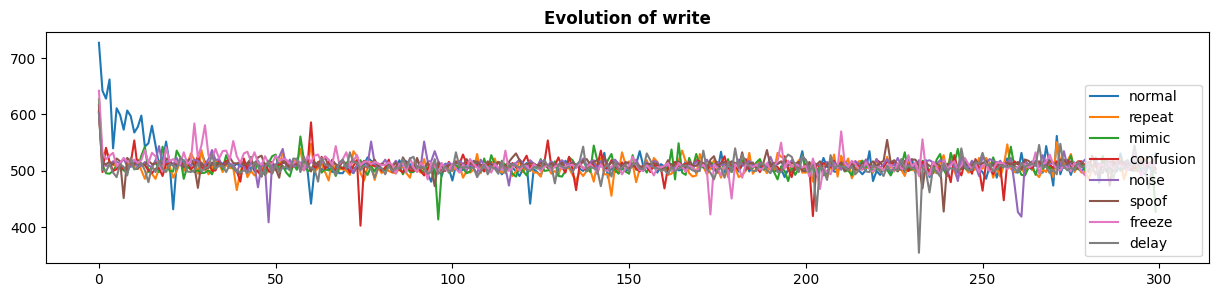 Evolution of write
700
600
500
400
0
50
100
150
200
250
300
normal
repeat
mimic
confusion
noise
spoof
freeze
delay